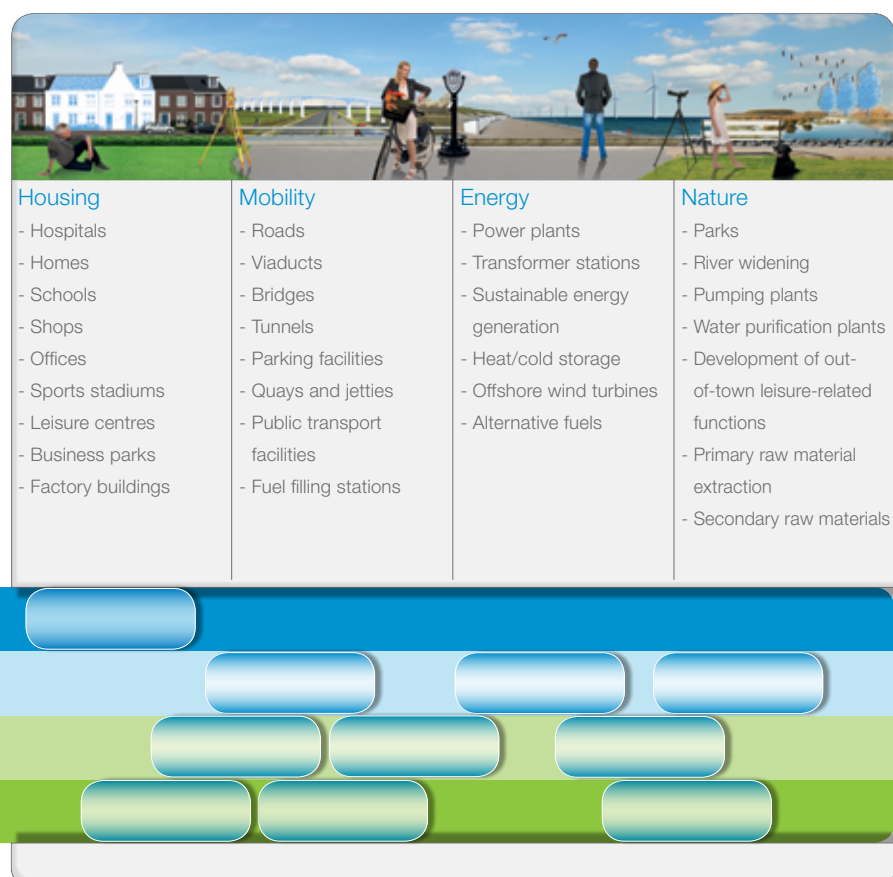 Housing
- Hospitals
- Homes
- Schools
- Shops
- Offices
- Sports stadiums
- Leisure centres
- Business parks
- Factory buildings
Mobility
- Roads
- Viaducts
- Bridges
- Tunnels
- Parking facilities
- Quays and jetties
- Public transport
facilities
- Fuel filling stations
Energy
- Power plants
- Transformer stations
- Sustainable energy
generation
- Heat/cold storage
- Offshore wind turbines
- Alternative fuels
Nature
- Parks
- River widening
- Pumping plants
- Water purification plants
- Development of out-
of-town leisure-related
functions
- Primary raw material
extraction
- Secondary raw materials